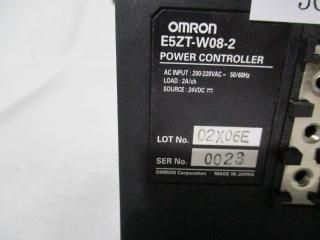 OMRON
E5ZT-W08-2
POWER CONTROLLER
AC INPUT : 200-220VAC ~ 50/60Hz
LOAD : 2A/ch
SOURCE : 24VDC ⎓
LOT No. 02X06E
SER No. 0023
OMRON Corporation MADE IN JAPAN